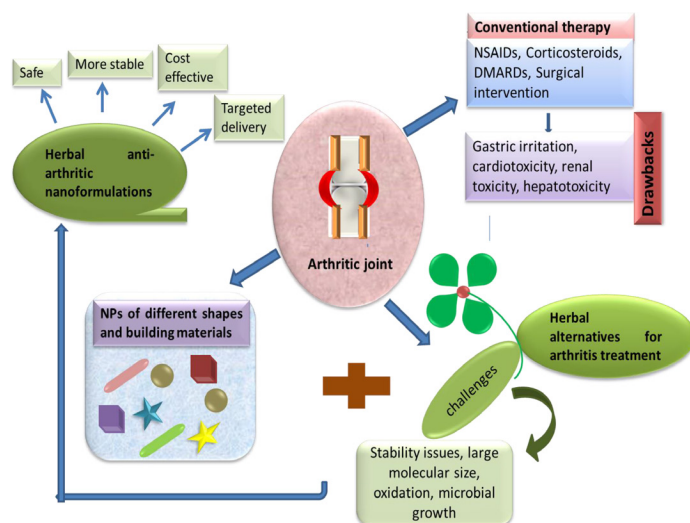 Safe
More stable
Cost
effective
Targeted
delivery
Herbal anti-
arthritic
nanoformulations
Conventional therapy
NSAIDs, Corticosteroids,
DMARDs, Surgical
intervention
Gastric irritation,
cardiotoxicity, renal
toxicity, hepatotoxicity
Drawbacks
Arthritic joint
NPs of different shapes
and building materials
Herbal
alternatives for
arthritis treatment
challenges
Stability issues, large
molecular size,
oxidation, microbial
growth